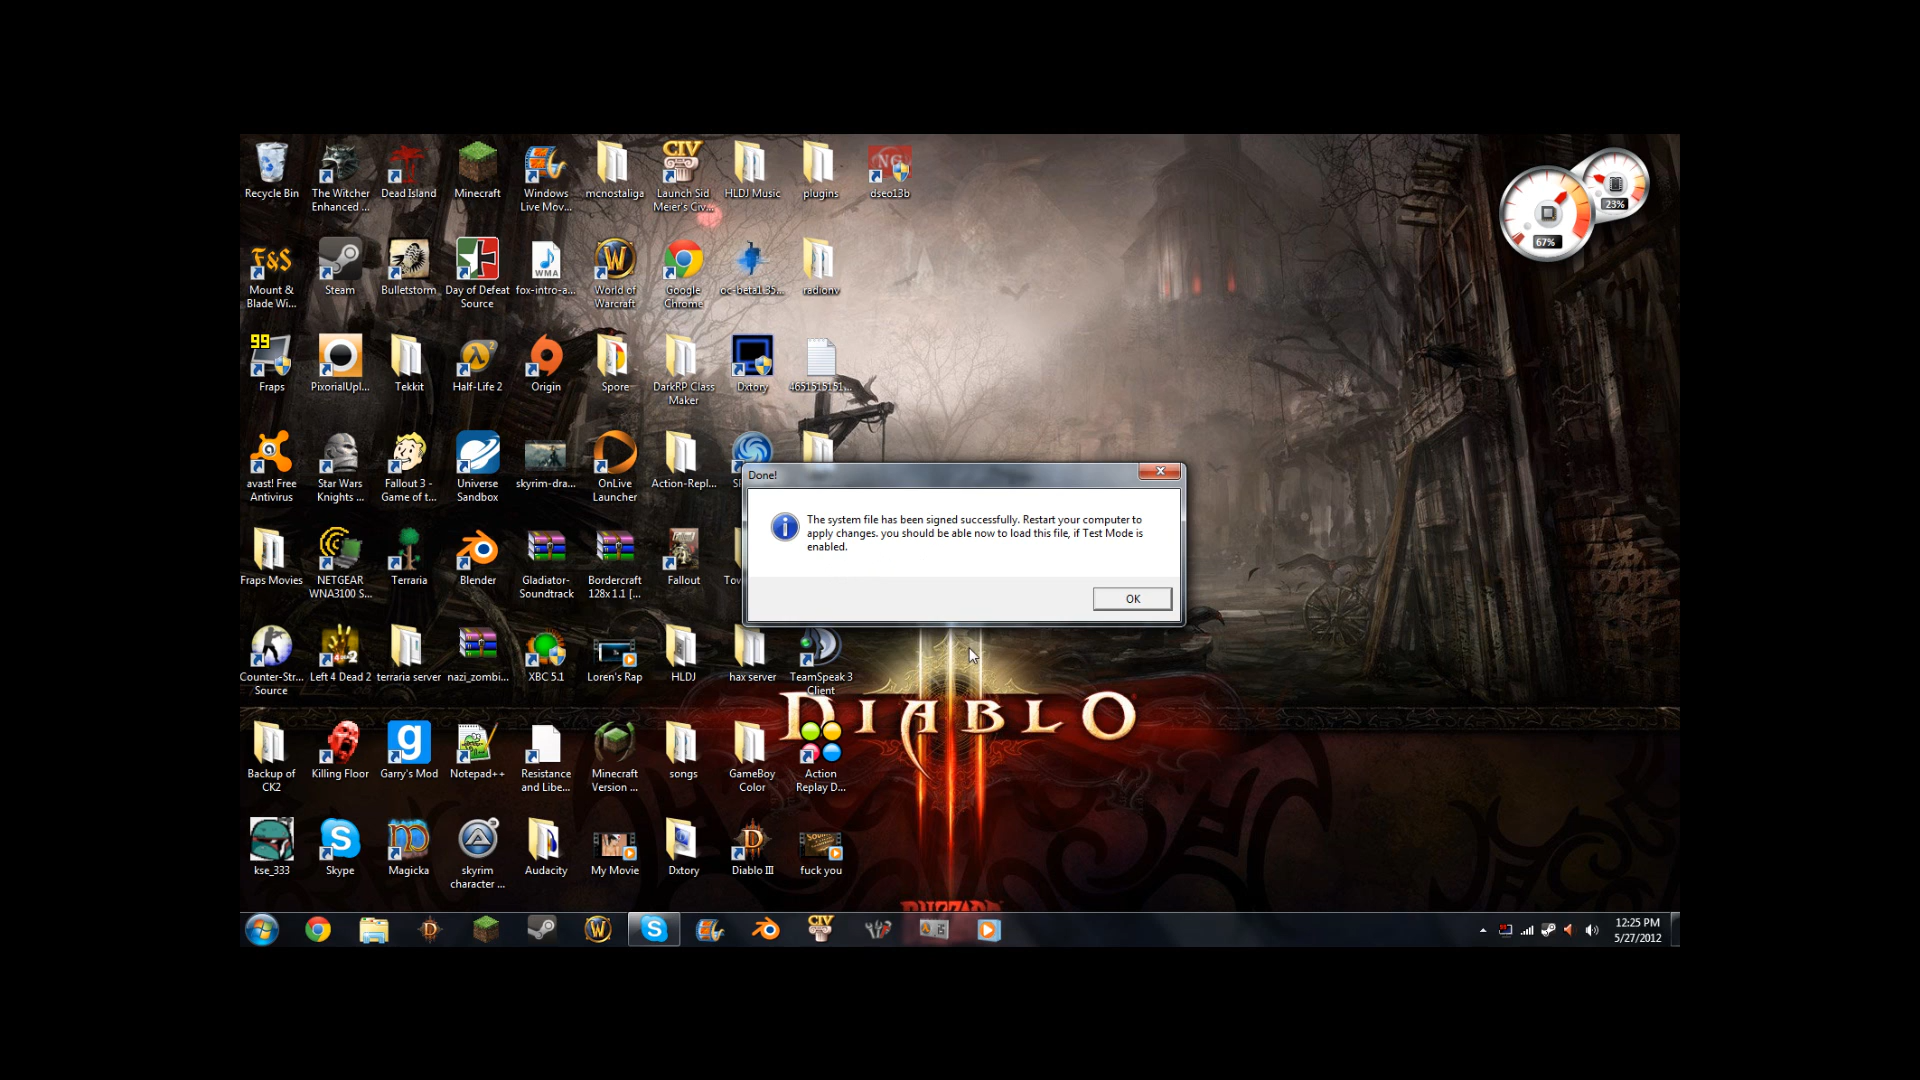 Recycle Bin
The Witcher
Enhanced ...
Dead Island
Minecraft
Windows
Live Mov...
mcnostaliga
CIV
Launch Sid
Meier's Civ...
HLDJ Music
plugins
NG
dseo13b
23%
67%
F&S
Mount &
Blade Wi...
Steam
Bulletstorm
Day of Defeat
Source
WMA
fox-intro-a...
World of
Warcraft
Google
Chrome
oc-beta1.35...
radionv
99
Fraps
PixorialUpl...
Tekkit
Half-Life 2
Origin
Spore
DarkRP Class
Maker
Dxtory
4651515151...
avast! Free
Antivirus
Star Wars
Knights ...
Fallout 3 -
Game of t...
Universe
Sandbox
skyrim-dra...
OnLive
Launcher
Action-Repl...
Done!
The system file has been signed successfully. Restart your computer to
apply changes. you should be able now to load this file, if Test Mode is
enabled.
OK
Fraps Movies
NETGEAR
WNA3100 S...
Terraria
Blender
Gladiator-
Soundtrack
Bordercraft
128x 1.1 [...
Fallout
Counter-Str...
Source
Left 4 Dead 2
terraria server
nazi_zombi...
XBC 5.1
Loren's Rap
HLDJ
hax server
TeamSpeak 3
Client
DIABLO
Backup of
CK2
Killing Floor
Garry's Mod
Notepad++
Resistance
and Libe...
Minecraft
Version ...
songs
GameBoy
Color
Action
Replay D...
kse_333
Skype
Magicka
skyrim
character ...
Audacity
My Movie
Dxtory
Diablo III
fuck you
CIV
12:25 PM
5/27/2012